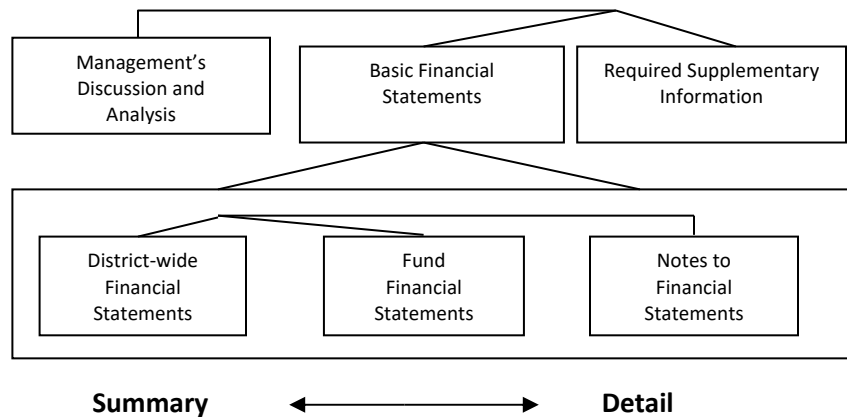 Management’s
Discussion and
Analysis
Basic Financial
Statements
Required Supplementary
Information
District-wide
Financial
Statements
Fund
Financial
Statements
Notes to
Financial
Statements
Summary
Detail